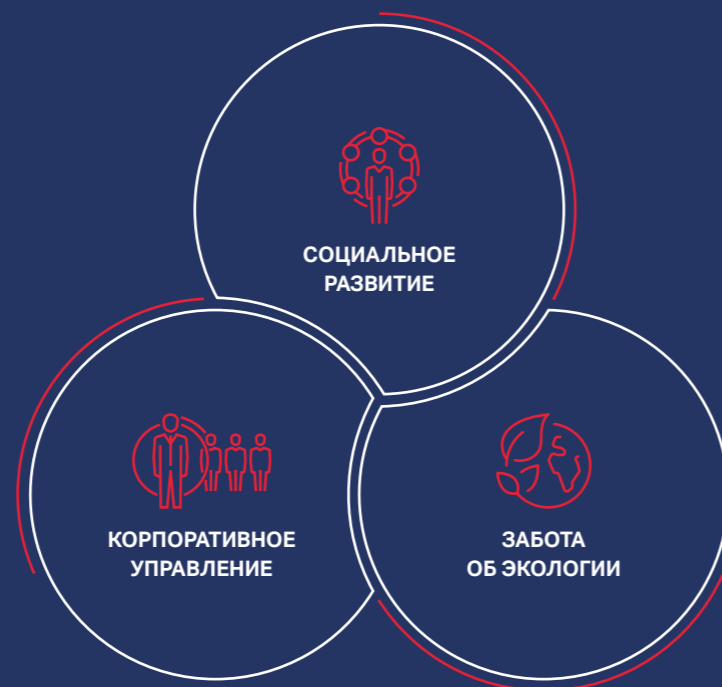 СОЦИАЛЬНОЕ
РАЗВИТИЕ
КОРПОРАТИВНОЕ
УПРАВЛЕНИЕ
ЗАБОТА
ОБ ЭКОЛОГИИ